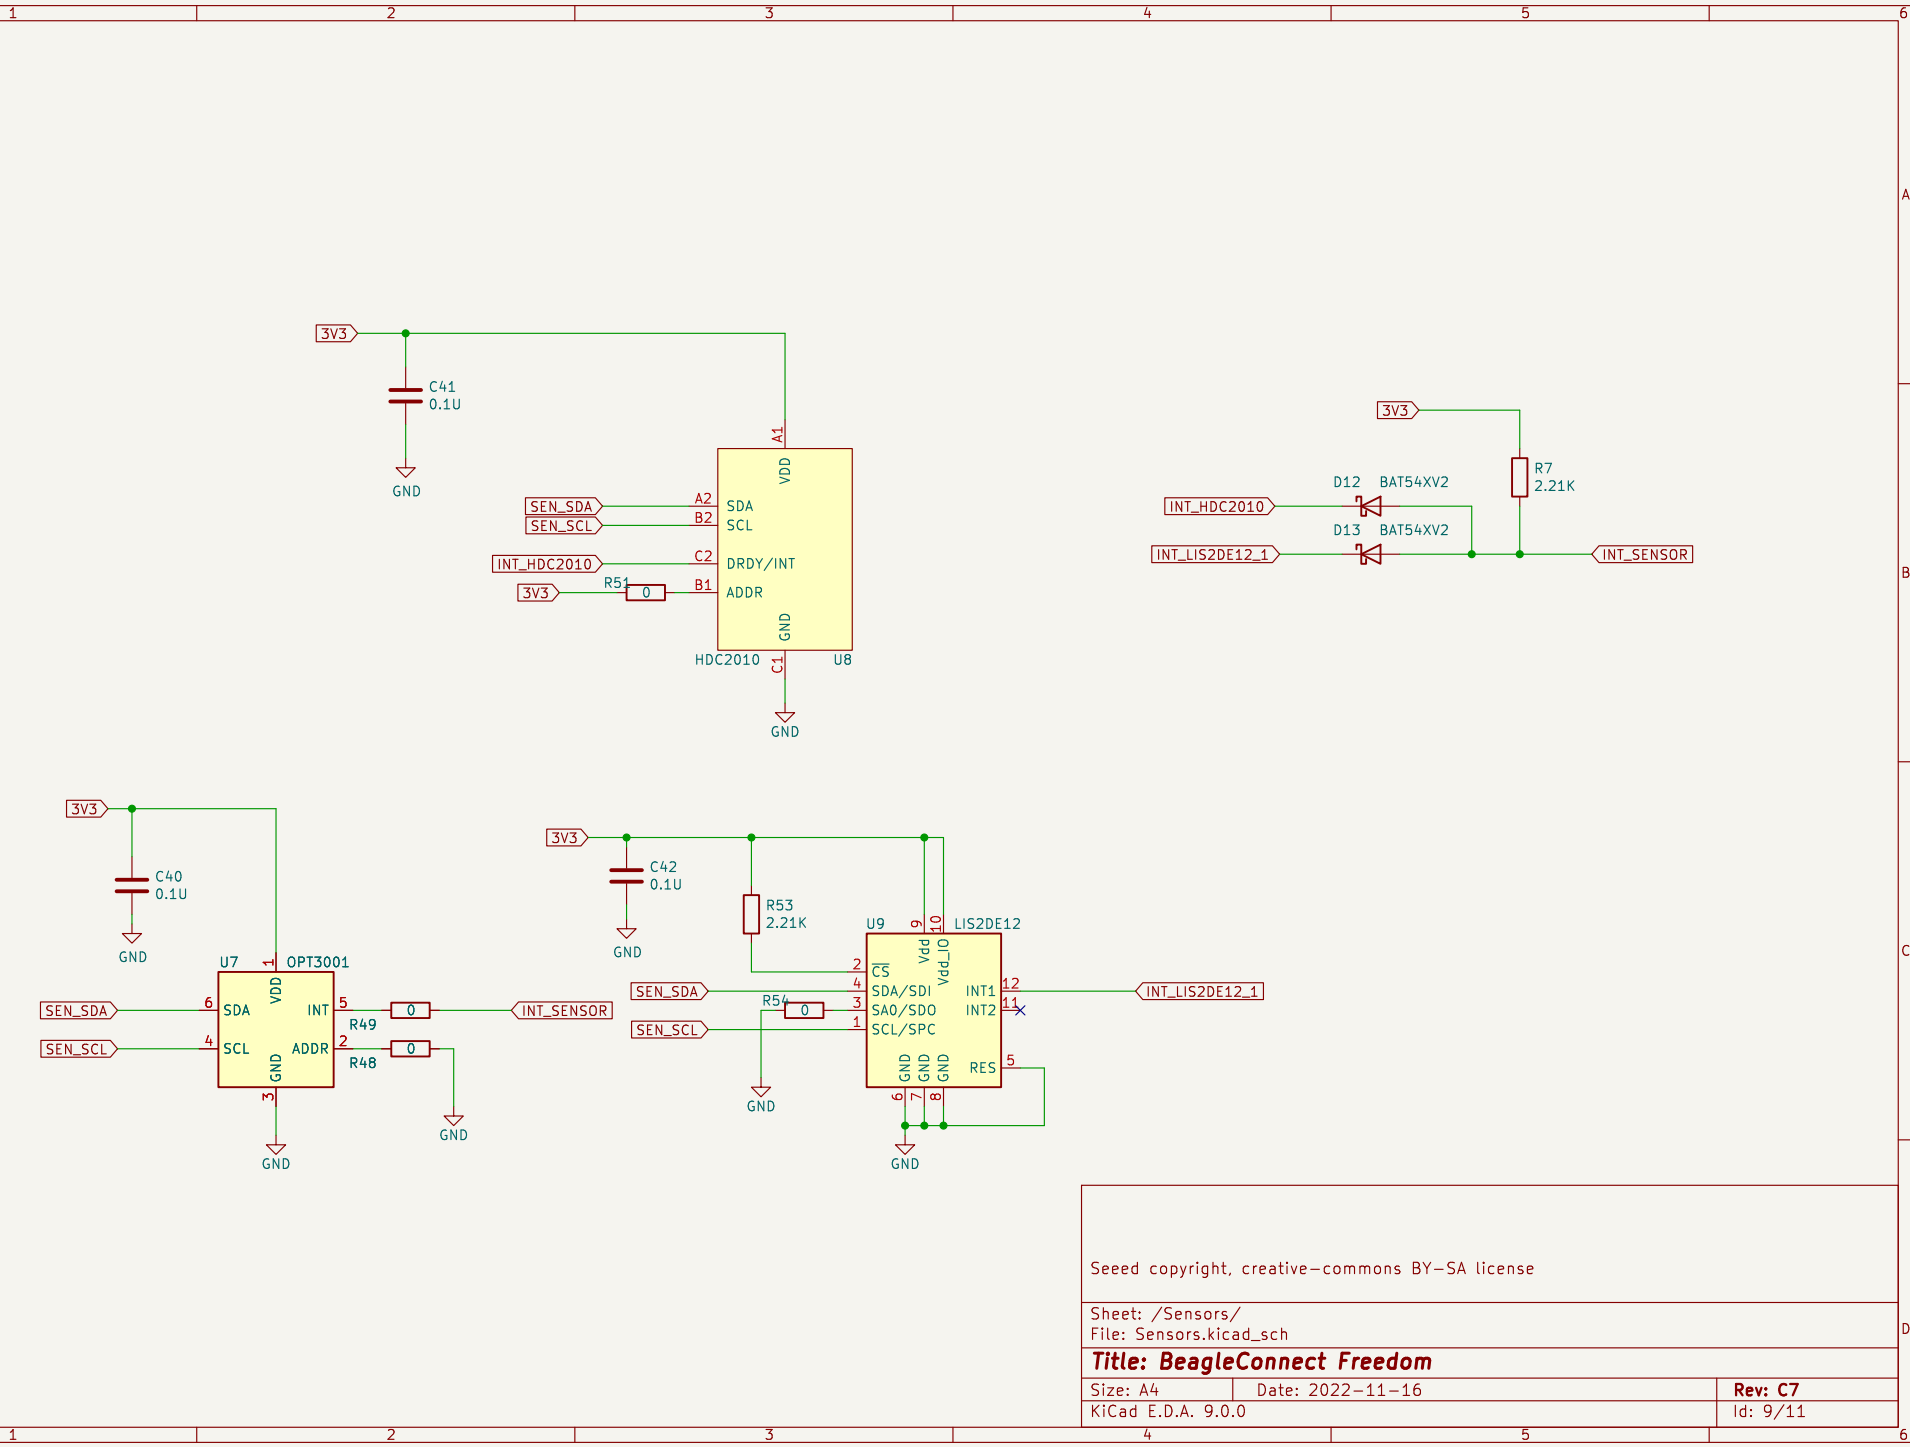 1 2 3 4 5 6
A
B
C
D
3V3
C41
0.1U
GND
A1
VDD
SEN_SDA
A2
SDA
SEN_SCL
B2
SCL
INT_HDC2010
C2
DRDY/INT
3V3
R51
0
B1
ADDR
GND
HDC2010
U8
C1
GND
3V3
R7
2.21K
D12 BAT54XV2
INT_HDC2010
D13 BAT54XV2
INT_LIS2DE12_1
INT_SENSOR
3V3
C40
0.1U
GND
U7
OPT3001
1
VDD
SEN_SDA
6
SDA
INT
5
0
R49
INT_SENSOR
SEN_SCL
4
SCL
ADDR
2
0
R48
GND
GND
3
GND
3V3
C42
0.1U
GND
R53
2.21K
U9
LIS2DE12
9
10
Vdd
Vdd_IO
2
CS
SEN_SDA
4
SDA/SDI
R54
0
3
SA0/SDO
SEN_SCL
1
SCL/SPC
GND
INT1
12
INT_LIS2DE12_1
INT2
11
RES
5
GND
GND
GND
6
7
8
GND
Seeed copyright, creative-commons BY-SA license
Sheet: /Sensors/
File: Sensors.kicad_sch
Title: BeagleConnect Freedom
Size: A4
Date: 2022-11-16
Rev: C7
KiCad E.D.A. 9.0.0
Id: 9/11
1 2 3 4 5 6